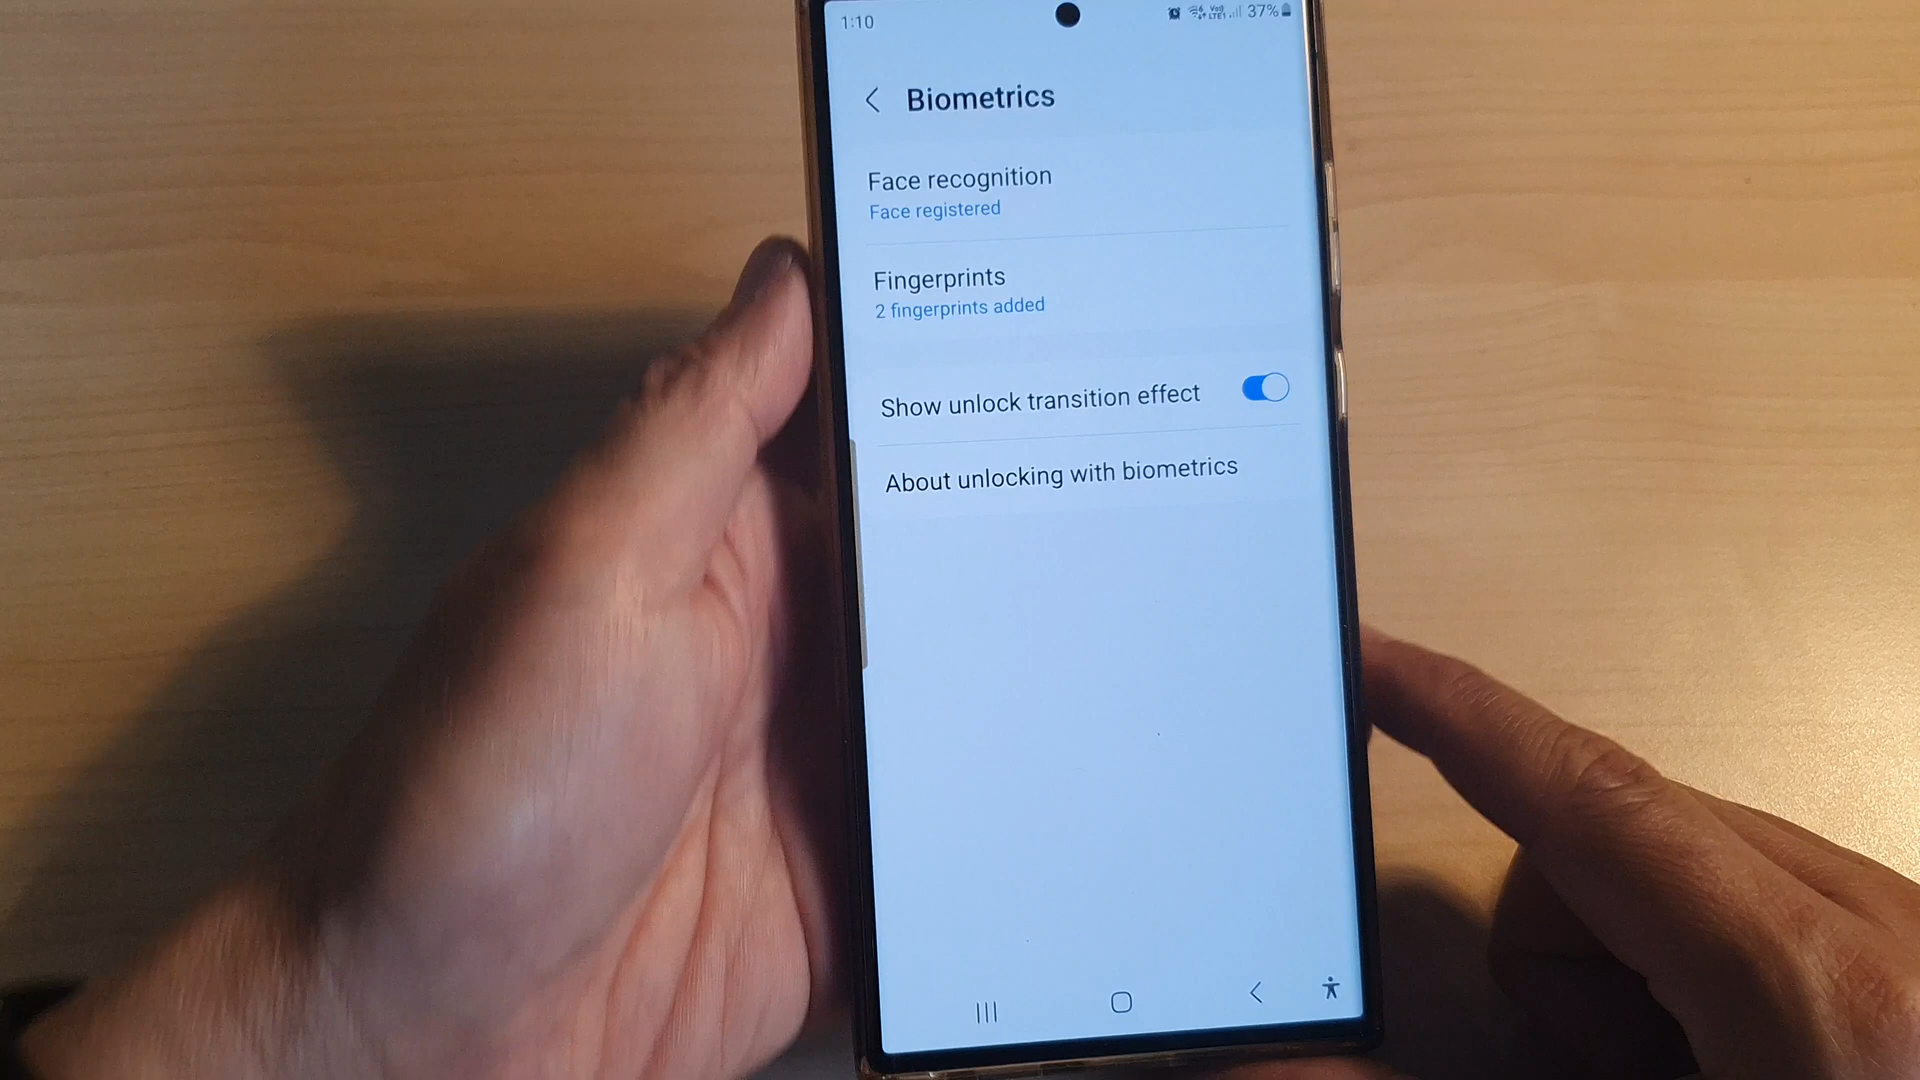 1:10
37%
Biometrics
Face recognition
Face registered
Fingerprints
2 fingerprints added
Show unlock transition effect
About unlocking with biometrics